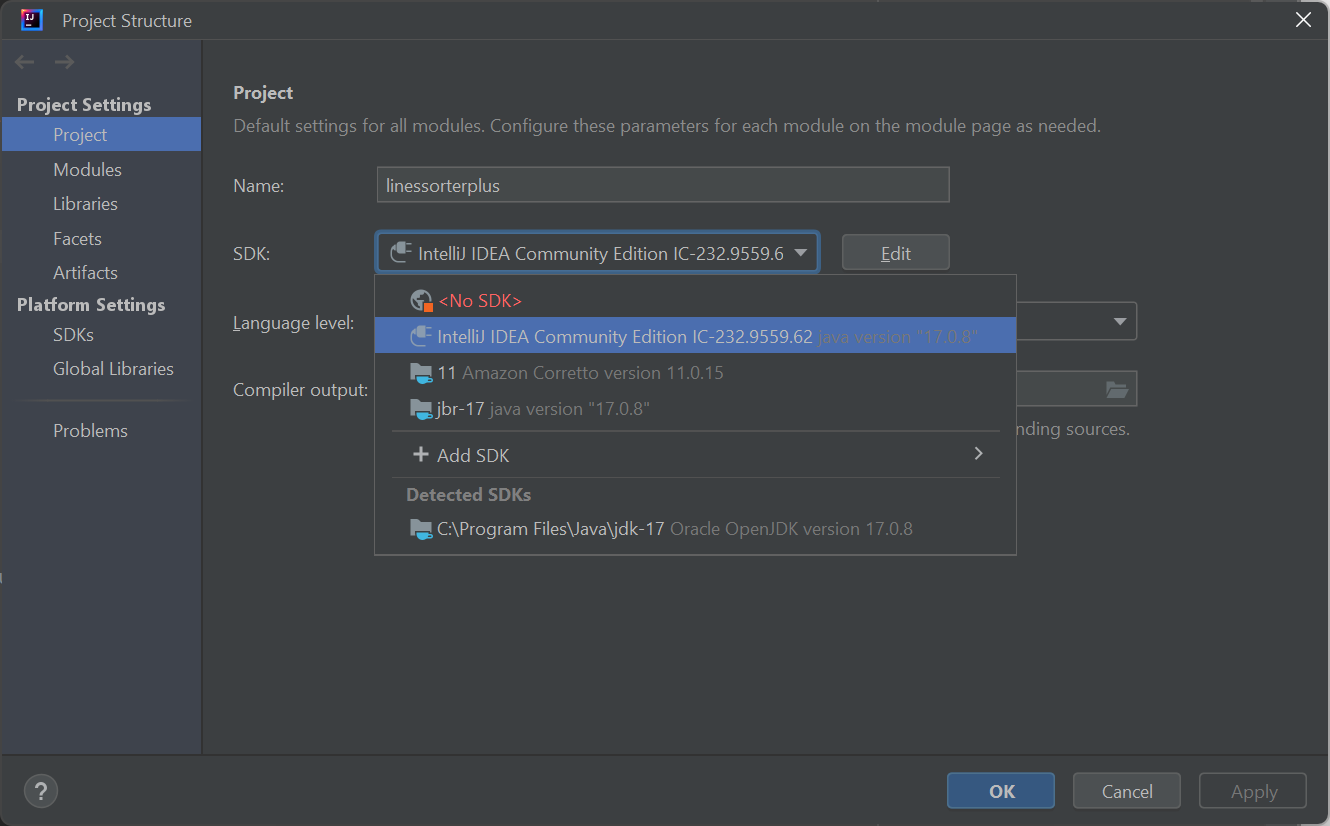 Project Structure
Project Settings
Project
Modules
Libraries
Facets
Artifacts
Platform Settings
SDKs
Global Libraries
Problems
Project
Default settings for all modules. Configure these parameters for each module on the module page as needed.
Name: linessorterplus
SDK: IntelliJ IDEA Community Edition IC-232.9559.6 Edit
<No SDK>
Language level:
IntelliJ IDEA Community Edition IC-232.9559.62 java version "17.0.8"
11 Amazon Corretto version 11.0.15
Compiler output:
jbr-17 java version "17.0.8"
nding sources.
Add SDK
Detected SDKs
C:\Program Files\Java\jdk-17 Oracle OpenJDK version 17.0.8
? OK Cancel Apply